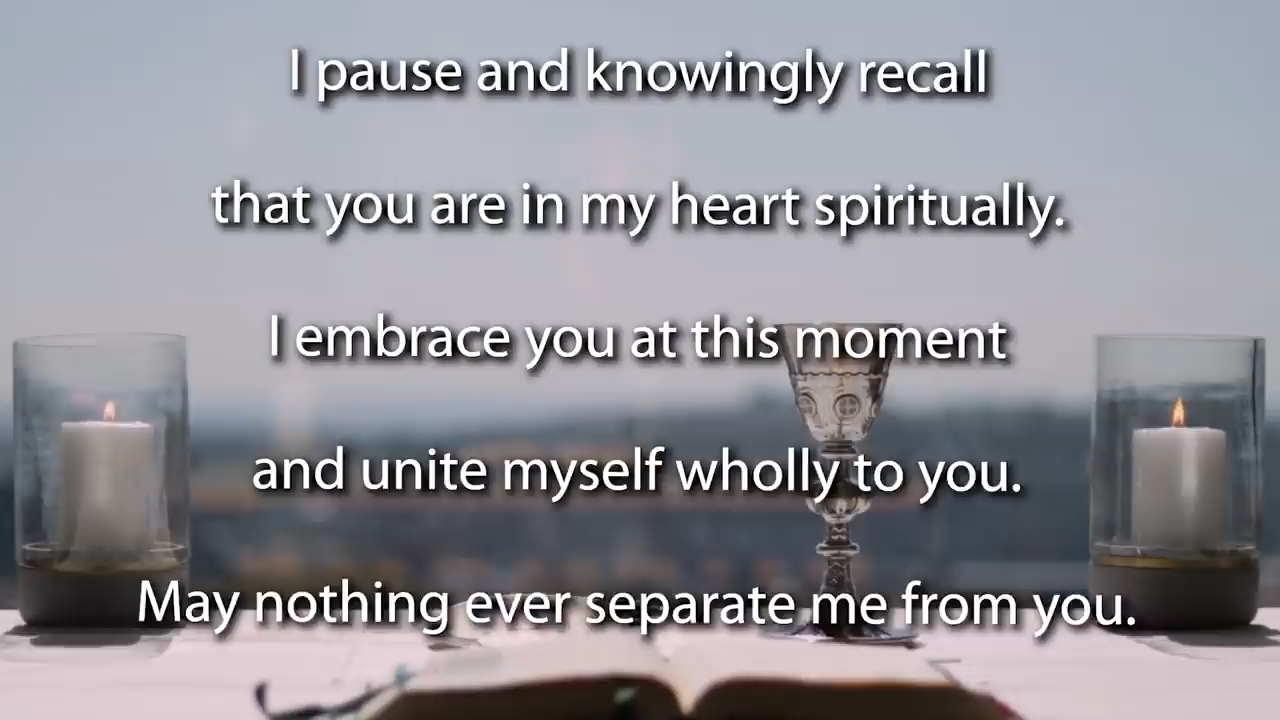 I pause and knowingly recall
that you are in my heart spiritually.
I embrace you at this moment
and unite myself wholly to you.
May nothing ever separate me from you.